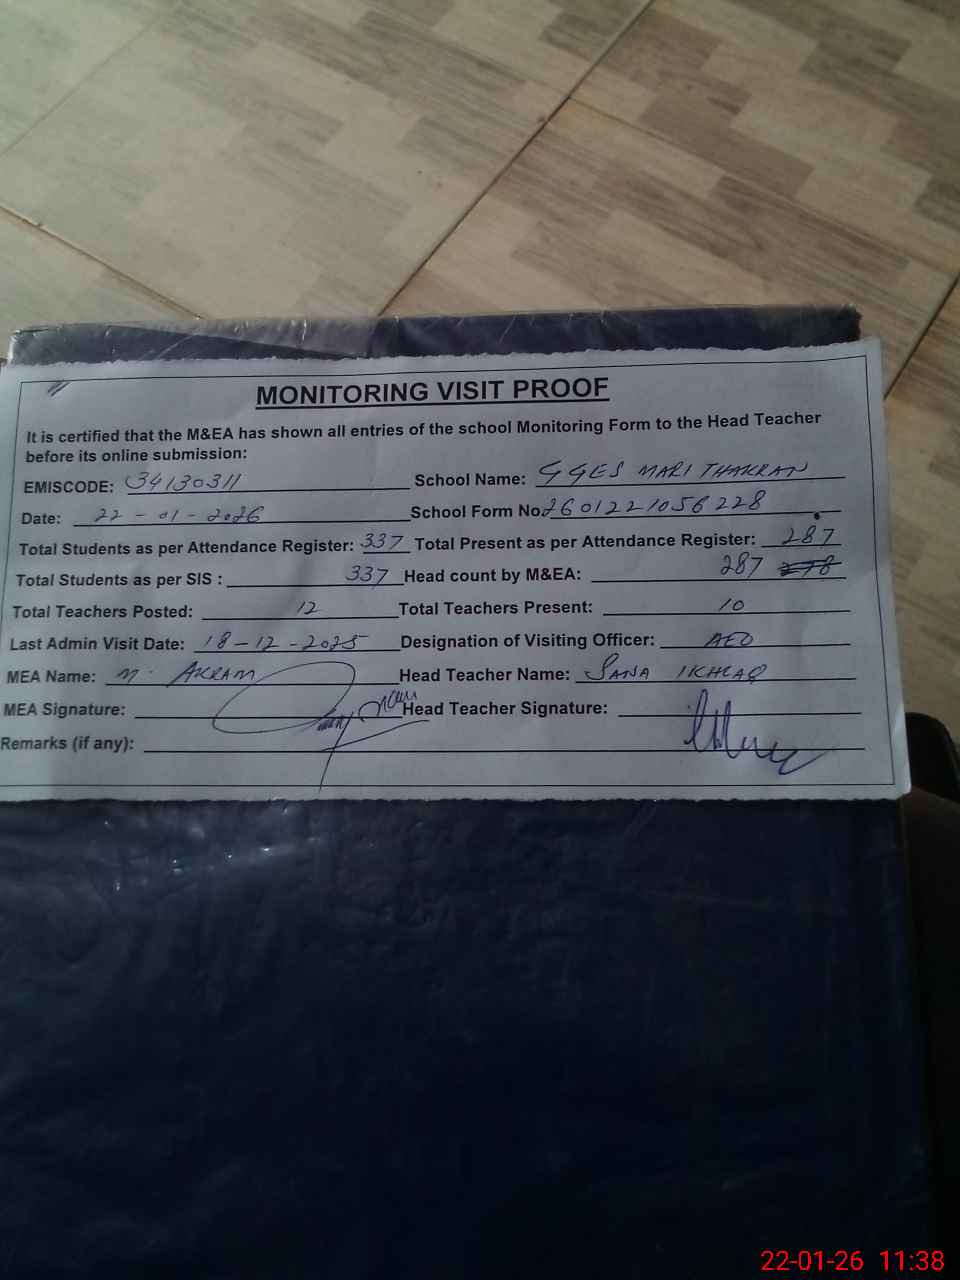 MONITORING VISIT PROOF
It is certified that the M&EA has shown all entries of the school Monitoring Form to the Head Teacher
before its online submission:
EMISCODE: 34130311 School Name: GGES MARI THAKRAN
Date: 22-01-2026 School Form No. 2601221056228
Total Students as per Attendance Register: 337 Total Present as per Attendance Register: 287
Total Students as per SIS : 337 Head count by M&EA: 287 278
Total Teachers Posted: 12 Total Teachers Present: 10
Last Admin Visit Date: 18-12-2025 Designation of Visiting Officer: AEO
MEA Name: M. AKRAM Head Teacher Name: SANA IKHLAQ
MEA Signature: Head Teacher Signature:
Remarks (if any):
22-01-26 11:38